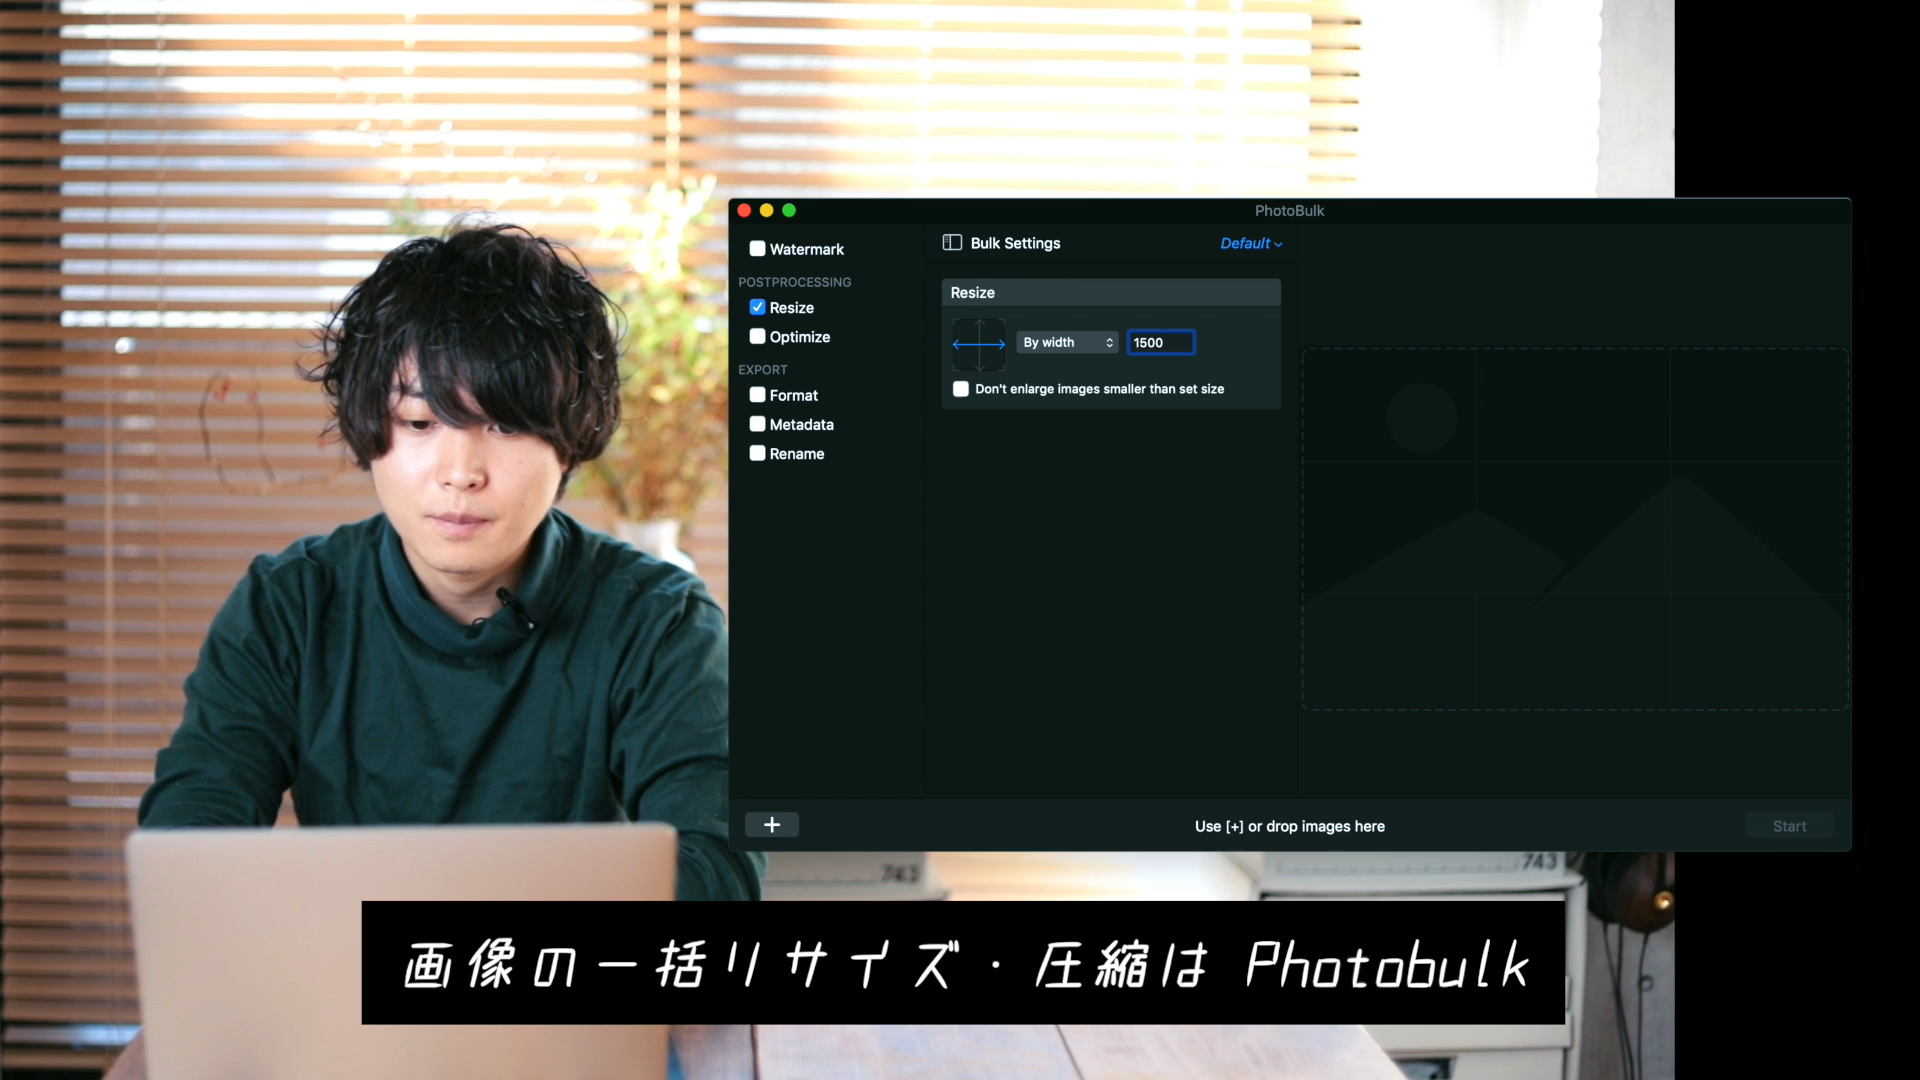 PhotoBulk
Watermark
POSTPROCESSING
Resize
Optimize
EXPORT
Format
Metadata
Rename
Bulk Settings
Default
Resize
By width
1500
Don't enlarge images smaller than set size
Use [+] or drop images here
Start
743
743
画像の一括リサイズ・圧縮は Photobulk